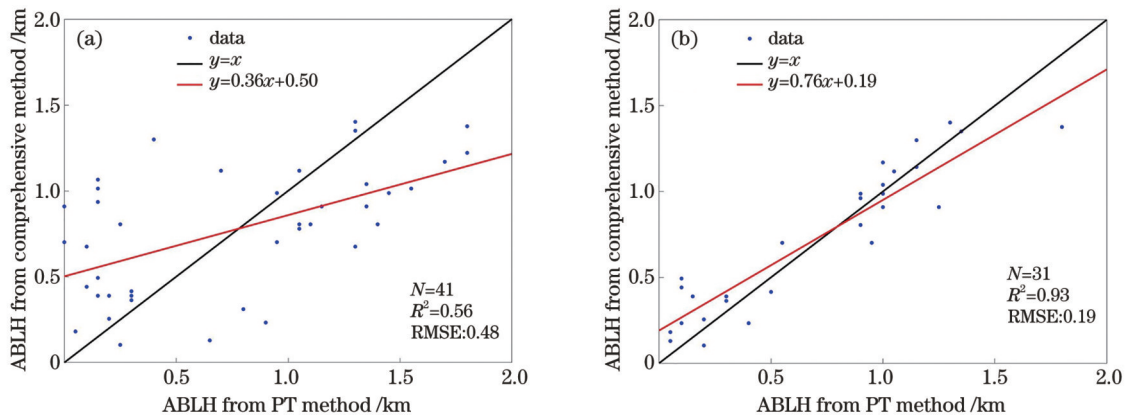 (a)
data
y=x
y=0.36x+0.50
N=41
R²=0.56
RMSE:0.48
2.0
1.5
1.0
0.5
0
0.5
1.0
1.5
2.0
ABLH from comprehensive method /km
ABLH from PT method /km
(b)
data
y=x
y=0.76x+0.19
N=31
R²=0.93
RMSE:0.19
2.0
1.5
1.0
0.5
0
0.5
1.0
1.5
2.0
ABLH from comprehensive method /km
ABLH from PT method /km